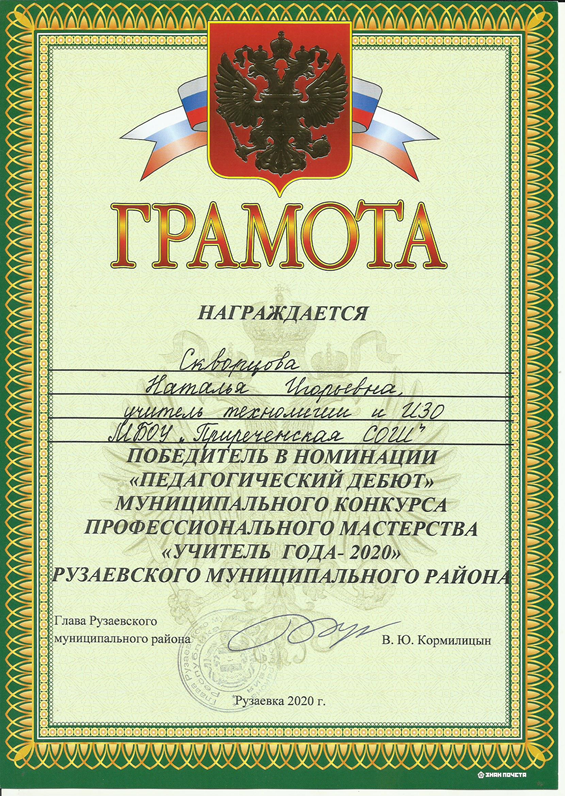 ГРАМОТА
НАГРАЖДАЕТСЯ
Скворцова
Наталья Игорьевна,
учитель технологии и ИЗО
МБОУ „Приреченская СОШ"
ПОБЕДИТЕЛЬ В НОМИНАЦИИ
«ПЕДАГОГИЧЕСКИЙ ДЕБЮТ»
МУНИЦИПАЛЬНОГО КОНКУРСА
ПРОФЕССИОНАЛЬНОГО МАСТЕРСТВА
«УЧИТЕЛЬ ГОДА- 2020»
РУЗАЕВСКОГО МУНИЦИПАЛЬНОГО РАЙОНА
Глава Рузаевского
муниципального района
В. Ю. Кормилицын
Рузаевка 2020 г.
ЗНАК ПОЧЕТА